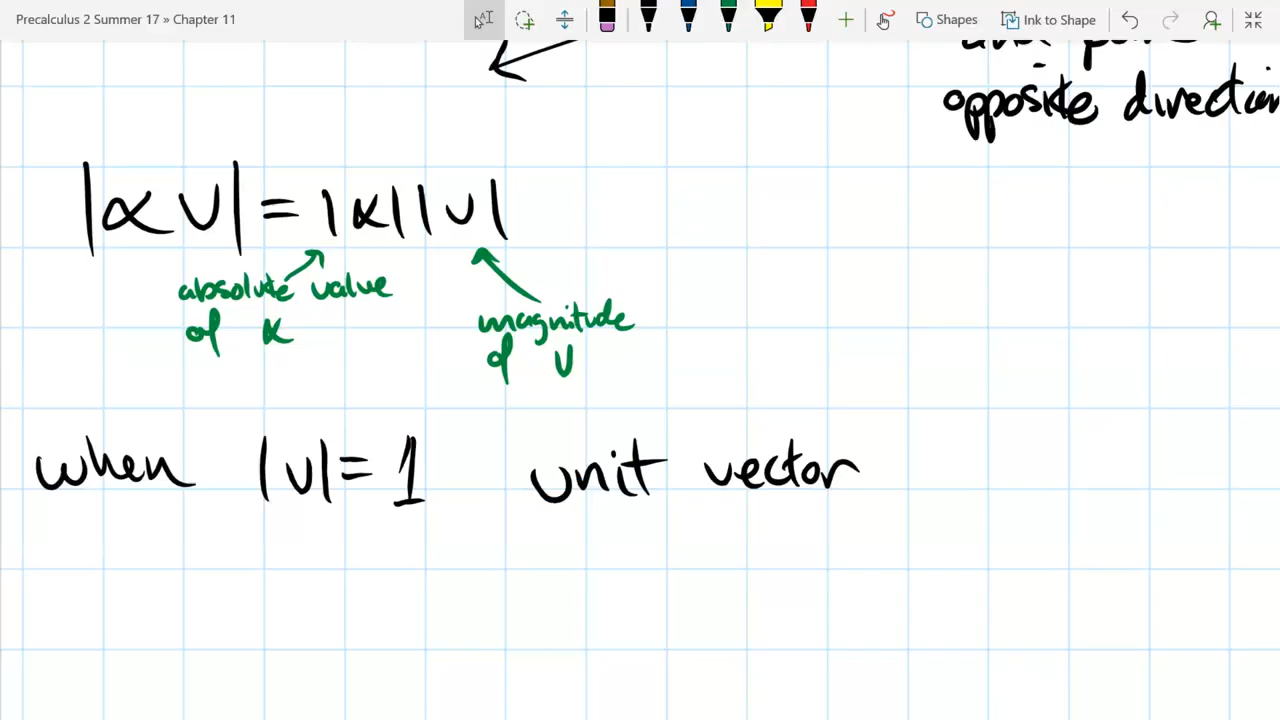 Precalculus 2 Summer 17 » Chapter 11
Shapes
Ink to Shape
opposite direction
|α v| = |α| |v|
absolute value
of α
magnitude
of v
when |v| = 1 unit vector